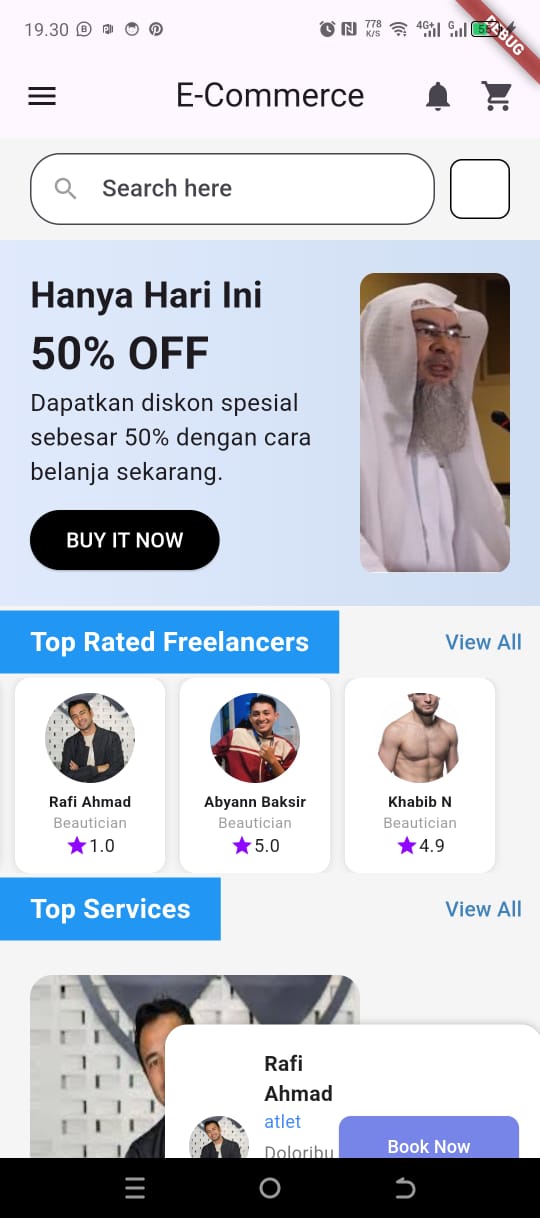 19.30
778
K/S
4G+
G
DEBUG
E-Commerce
Search here
Hanya Hari Ini
50% OFF
Dapatkan diskon spesial
sebesar 50% dengan cara
belanja sekarang.
BUY IT NOW
Top Rated Freelancers
View All
Rafi Ahmad
Abyann Baksir
Khabib N
Beautician
Beautician
Beautician
1.0
5.0
4.9
Top Services
View All
Rafi
Ahmad
atlet
Doloribu
Book Now